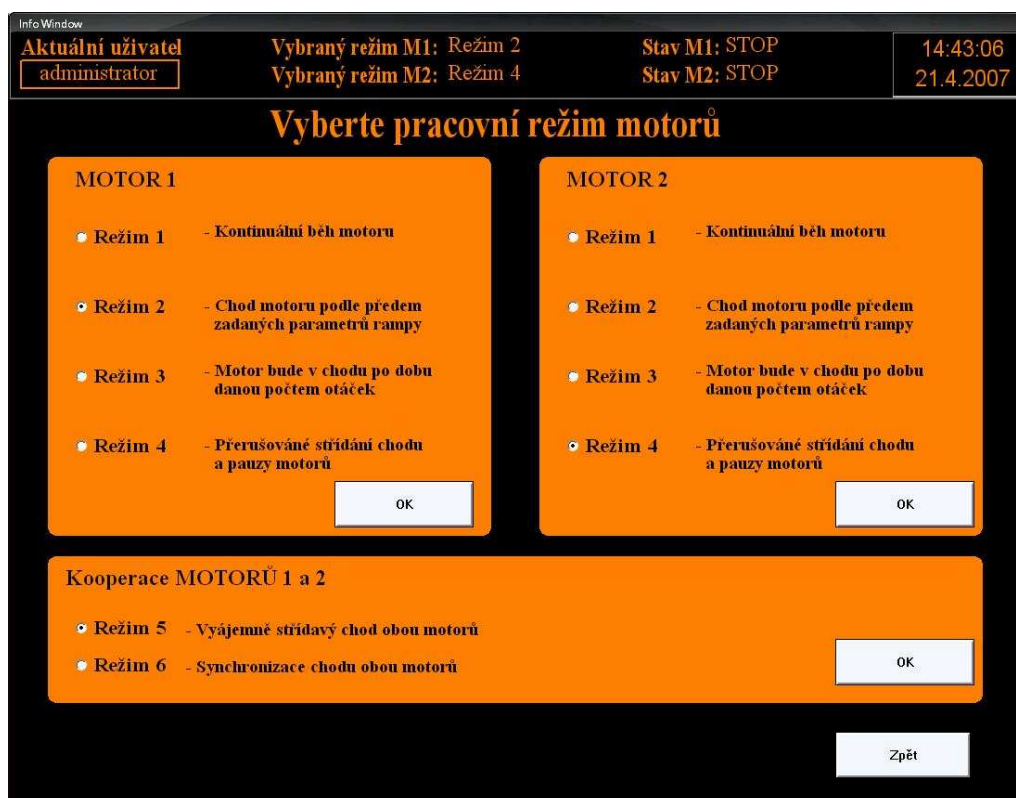 Info Window
Aktuální uživatel
administrator
Vybraný režim M1: Režim 2
Vybraný režim M2: Režim 4
Stav M1: STOP
Stav M2: STOP
14:43:06
21.4.2007
Vyberte pracovní režim motorů
MOTOR 1
Režim 1 - Kontinuální běh motoru
Režim 2 - Chod motoru podle předem
zadaných parametrů rampy
Režim 3 - Motor bude v chodu po dobu
danou počtem otáček
Režim 4 - Přerušováné střídání chodu
a pauzy motorů
OK
MOTOR 2
Režim 1 - Kontinuální běh motoru
Režim 2 - Chod motoru podle předem
zadaných parametrů rampy
Režim 3 - Motor bude v chodu po dobu
danou počtem otáček
Režim 4 - Přerušováné střídání chodu
a pauzy motorů
OK
Kooperace MOTORŮ 1 a 2
Režim 5 - Vyájemně střídavý chod obou motorů
Režim 6 - Synchronizace chodu obou motorů
OK
Zpět